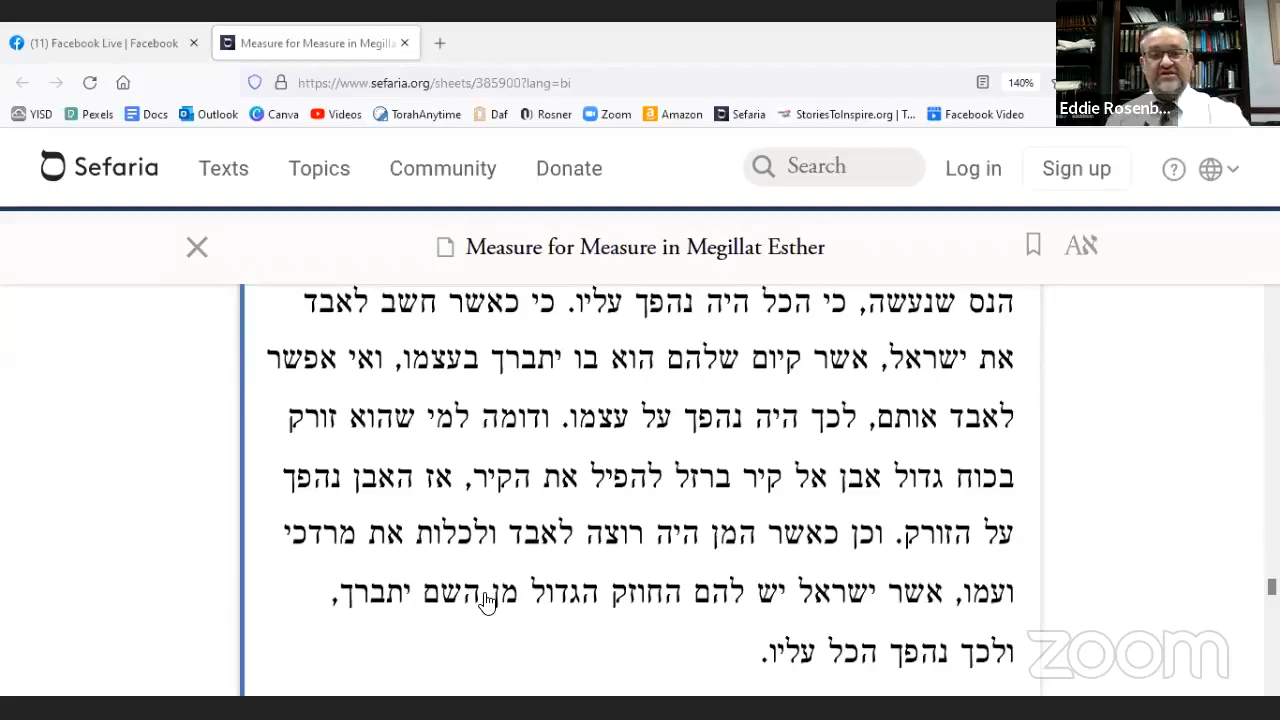 (11) Facebook Live | Facebook
Measure for Measure in Megilla
https://www.sefaria.org/sheets/385900?lang=bi
140%
YISD Pexels Docs Outlook Canva Videos TorahAnytime Daf Rosner Zoom Amazon Sefaria StoriesToInspire.org | T... Facebook Video
Eddie Rosenb...
Sefaria Texts Topics Community Donate Search Log in Sign up
Measure for Measure in Megillat Esther
Aא
הנס שנעשה, כי הכל היה נהפך עליו. כי כאשר חשב לאבד
את ישראל, אשר קיום שלהם הוא בו יתברך בעצמו, ואי אפשר
לאבד אותם, לכך היה נהפך על עצמו. ודומה למי שהוא זורק
בכוח גדול אבן אל קיר ברזל להפיל את הקיר, אז האבן נהפך
על הזורק. וכן כאשר המן היה רוצה לאבד ולכלות את מרדכי
ועמו, אשר ישראל יש להם החוזק הגדול מן השם יתברך,
ולכך נהפך הכל עליו.
zoom